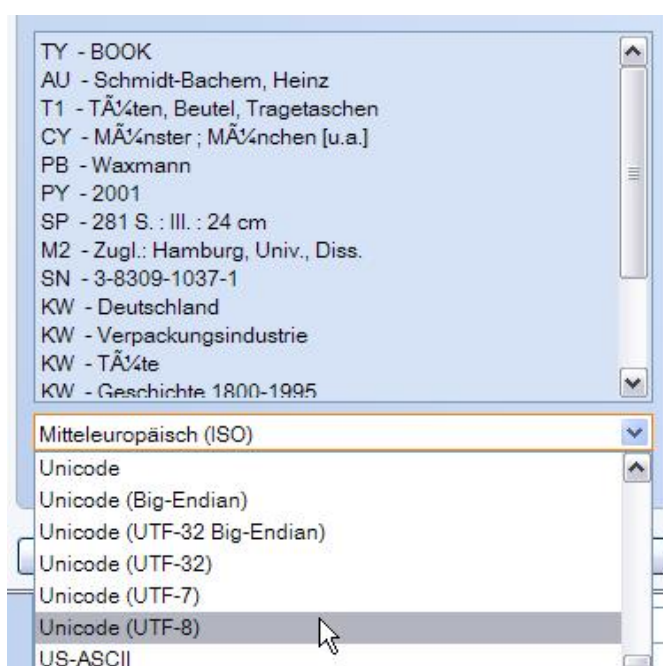 TY - BOOK
AU - Schmidt-Bachem, Heinz
T1 - TÃ¼ten, Beutel, Tragetaschen
CY - MÃ¼nster ; MÃ¼nchen [u.a.]
PB - Waxmann
PY - 2001
SP - 281 S. : Ill. : 24 cm
M2 - Zugl.: Hamburg, Univ., Diss.
SN - 3-8309-1037-1
KW - Deutschland
KW - Verpackungsindustrie
KW - TÃ¼te
KW - Geschichte 1800-1995
Mitteleuropäisch (ISO)
Unicode
Unicode (Big-Endian)
Unicode (UTF-32 Big-Endian)
Unicode (UTF-32)
Unicode (UTF-7)
Unicode (UTF-8)
US-ASCII